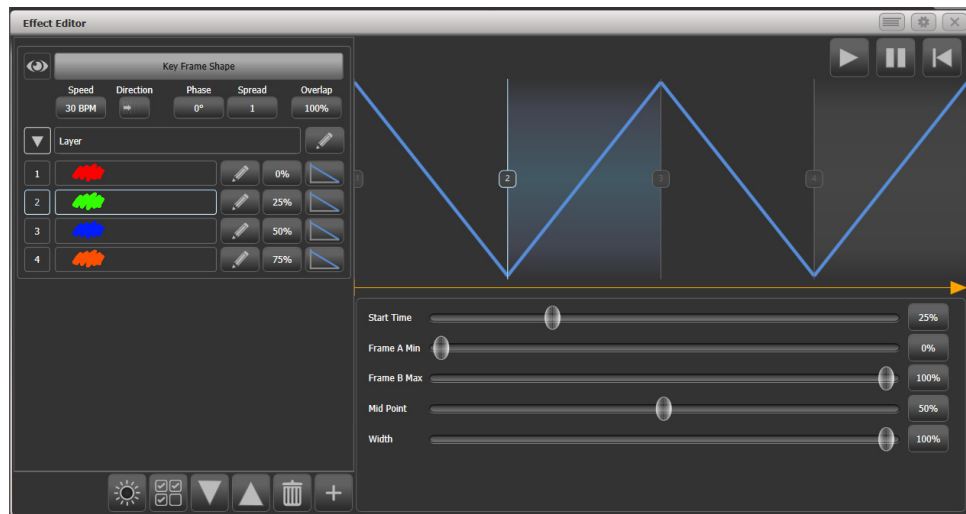 Effect Editor
Key Frame Shape
Speed Direction Phase Spread Overlap
30 BPM 0° 1 100%
Layer
1 0%
2 25%
3 50%
4 75%
1 2 3 4
Start Time 25%
Frame A Min 0%
Frame B Max 100%
Mid Point 50%
Width 100%